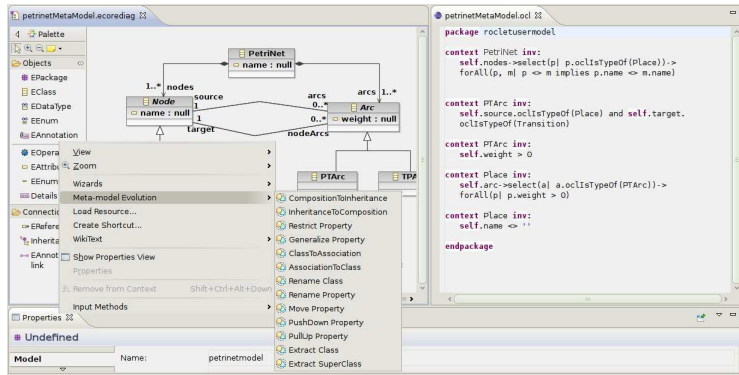 petrinetMetaModel.ecorediag
Palette
Objects
EPackage
EClass
EDataType
EEnum
EAnnotation
EOpera
EAttribu
EEnum
Details
Connectio
ERefere
Inherita
EAnnot
link
PetriNet
name : null
1..* nodes
arcs 1..*
Node
name : null
source
1
1
target
arcs
0..*
0..*
nodeArcs
Arc
weight : null
PTArc
TPA
View
Zoom
Wizards
Meta-model Evolution
Load Resource...
Create Shortcut...
WikiText
Show Properties View
Properties
Remove from Context Shift+Ctrl+Alt+Down
Input Methods
CompositionToInheritance
InheritanceToComposition
Restrict Property
Generalize Property
ClassToAssociation
AssociationToClass
Rename Class
Rename Property
Move Property
PushDown Property
PullUp Property
Extract Class
Extract SuperClass
petrinetMetaModel.ocl
package rocletusermodel
context PetriNet inv:
self.nodes->select(p| p.oclIsTypeOf(Place))->
forAll(p, m| p <> m implies p.name <> m.name)
context PTArc inv:
self.source.oclIsTypeOf(Place) and self.target.
oclIsTypeOf(Transition)
context PTArc inv:
self.weight > 0
context Place inv:
self.arc->select(a| a.oclIsTypeOf(PTArc))->
forAll(p| p.weight > 0)
context Place inv:
self.name <> ''
endpackage
Properties
Undefined
Model
Name: petrinetmodel